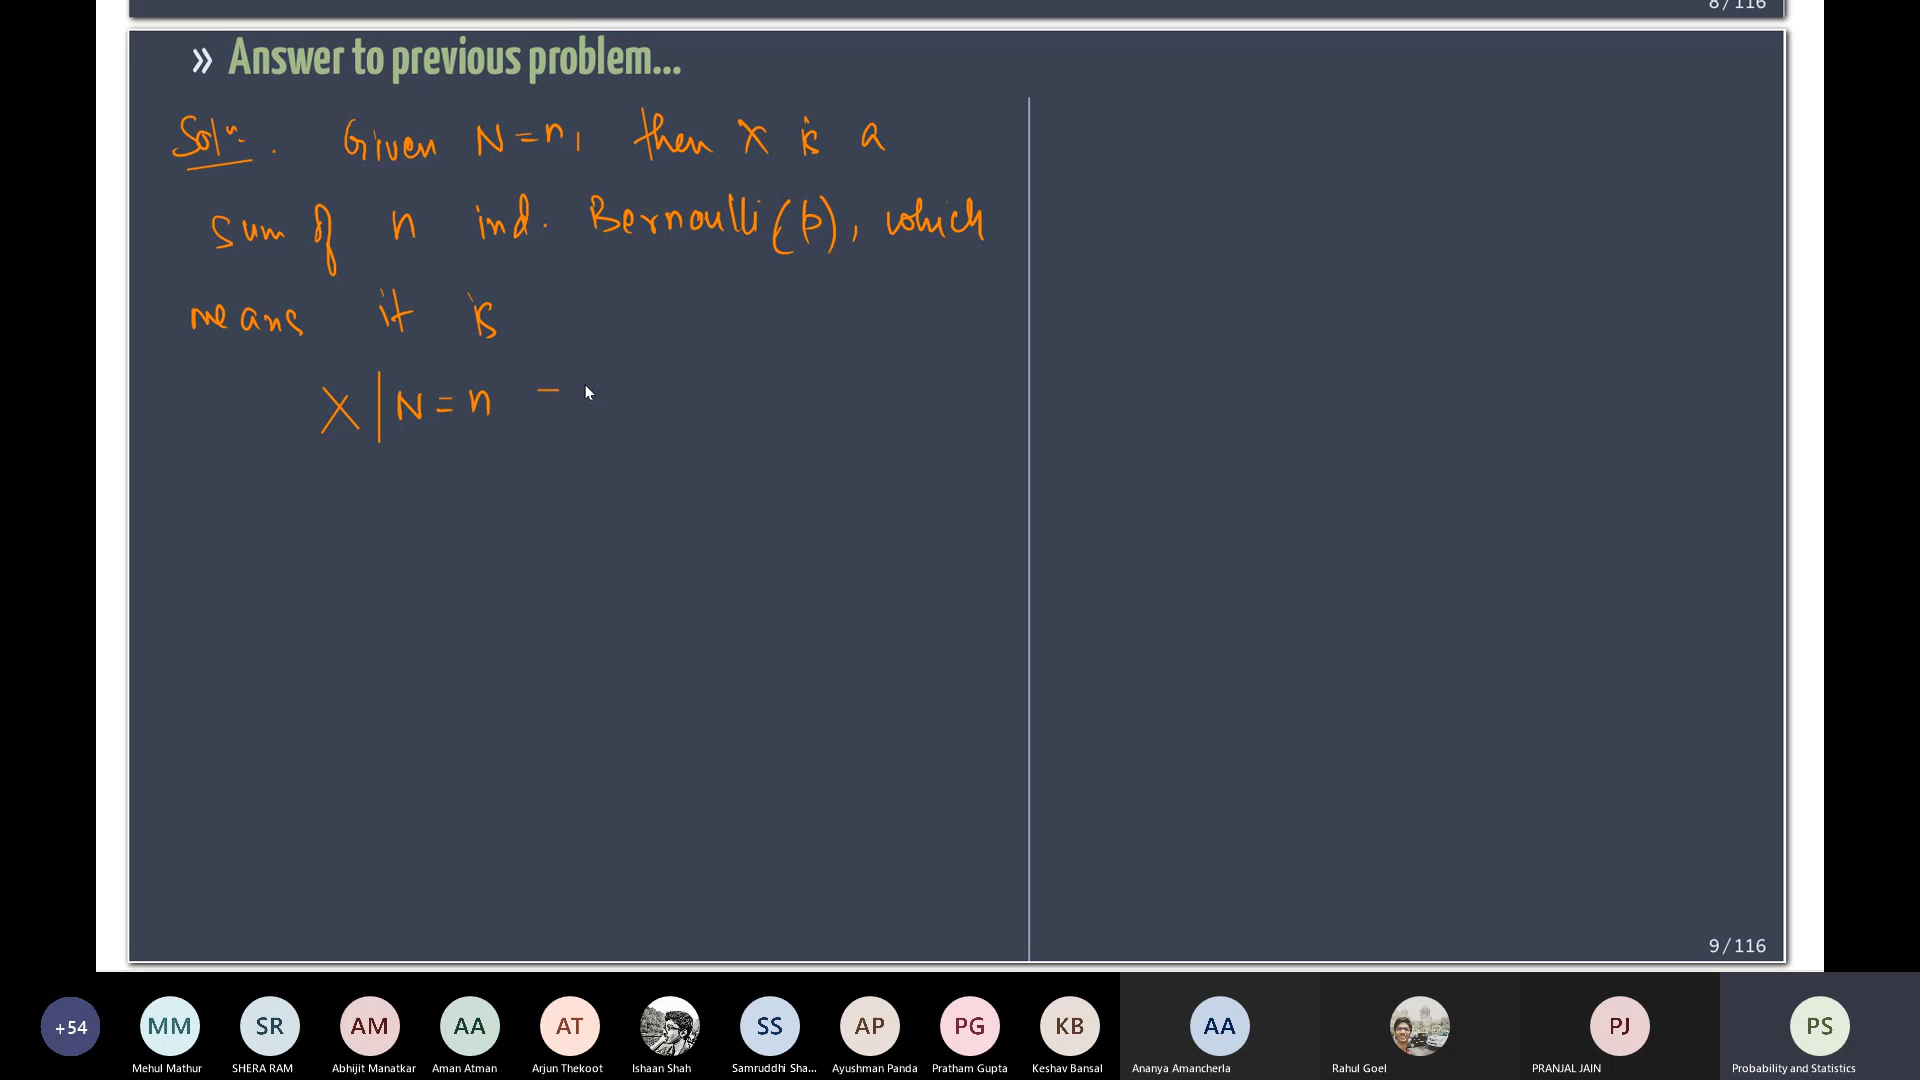 8/116
» Answer to previous problem...
Solⁿ. Given N=n, then X is a
sum of n ind. Bernoulli(p), which
means it is
X|N=n –
9/116
+54
MM
SR
AM
AA
AT
SS
AP
PG
KB
AA
PJ
PS
Mehul Mathur
SHERA RAM
Abhijit Manatkar
Aman Atman
Arjun Thekoot
Ishaan Shah
Samruddhi Sha...
Ayushman Panda
Pratham Gupta
Keshav Bansal
Ananya Amancherla
Rahul Goel
PRANJAL JAIN
Probability and Statistics